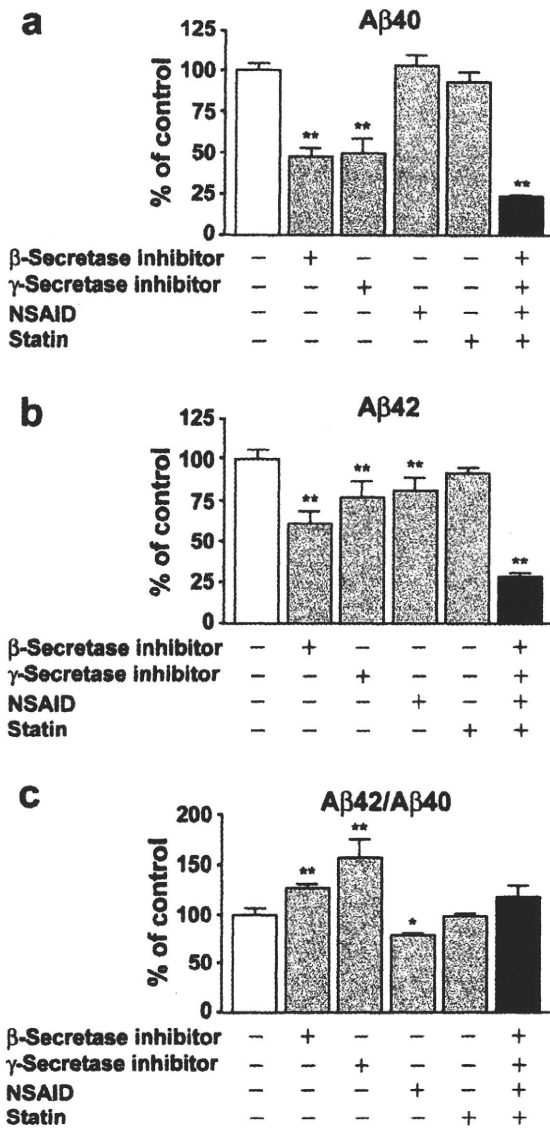 a
Aβ40
125
100
75
50
25
0
% of control
**
**
**
β-Secretase inhibitor − + − − − +
γ-Secretase inhibitor − − + − − +
NSAID − − − + − +
Statin − − − − + +
b
Aβ42
125
100
75
50
25
0
% of control
**
**
**
**
β-Secretase inhibitor − + − − − +
γ-Secretase inhibitor − − + − − +
NSAID − − − + − +
Statin − − − − + +
c
Aβ42/Aβ40
200
150
100
50
0
% of control
**
**
*
β-Secretase inhibitor − + − − − +
γ-Secretase inhibitor − − + − − +
NSAID − − − + − +
Statin − − − − + +